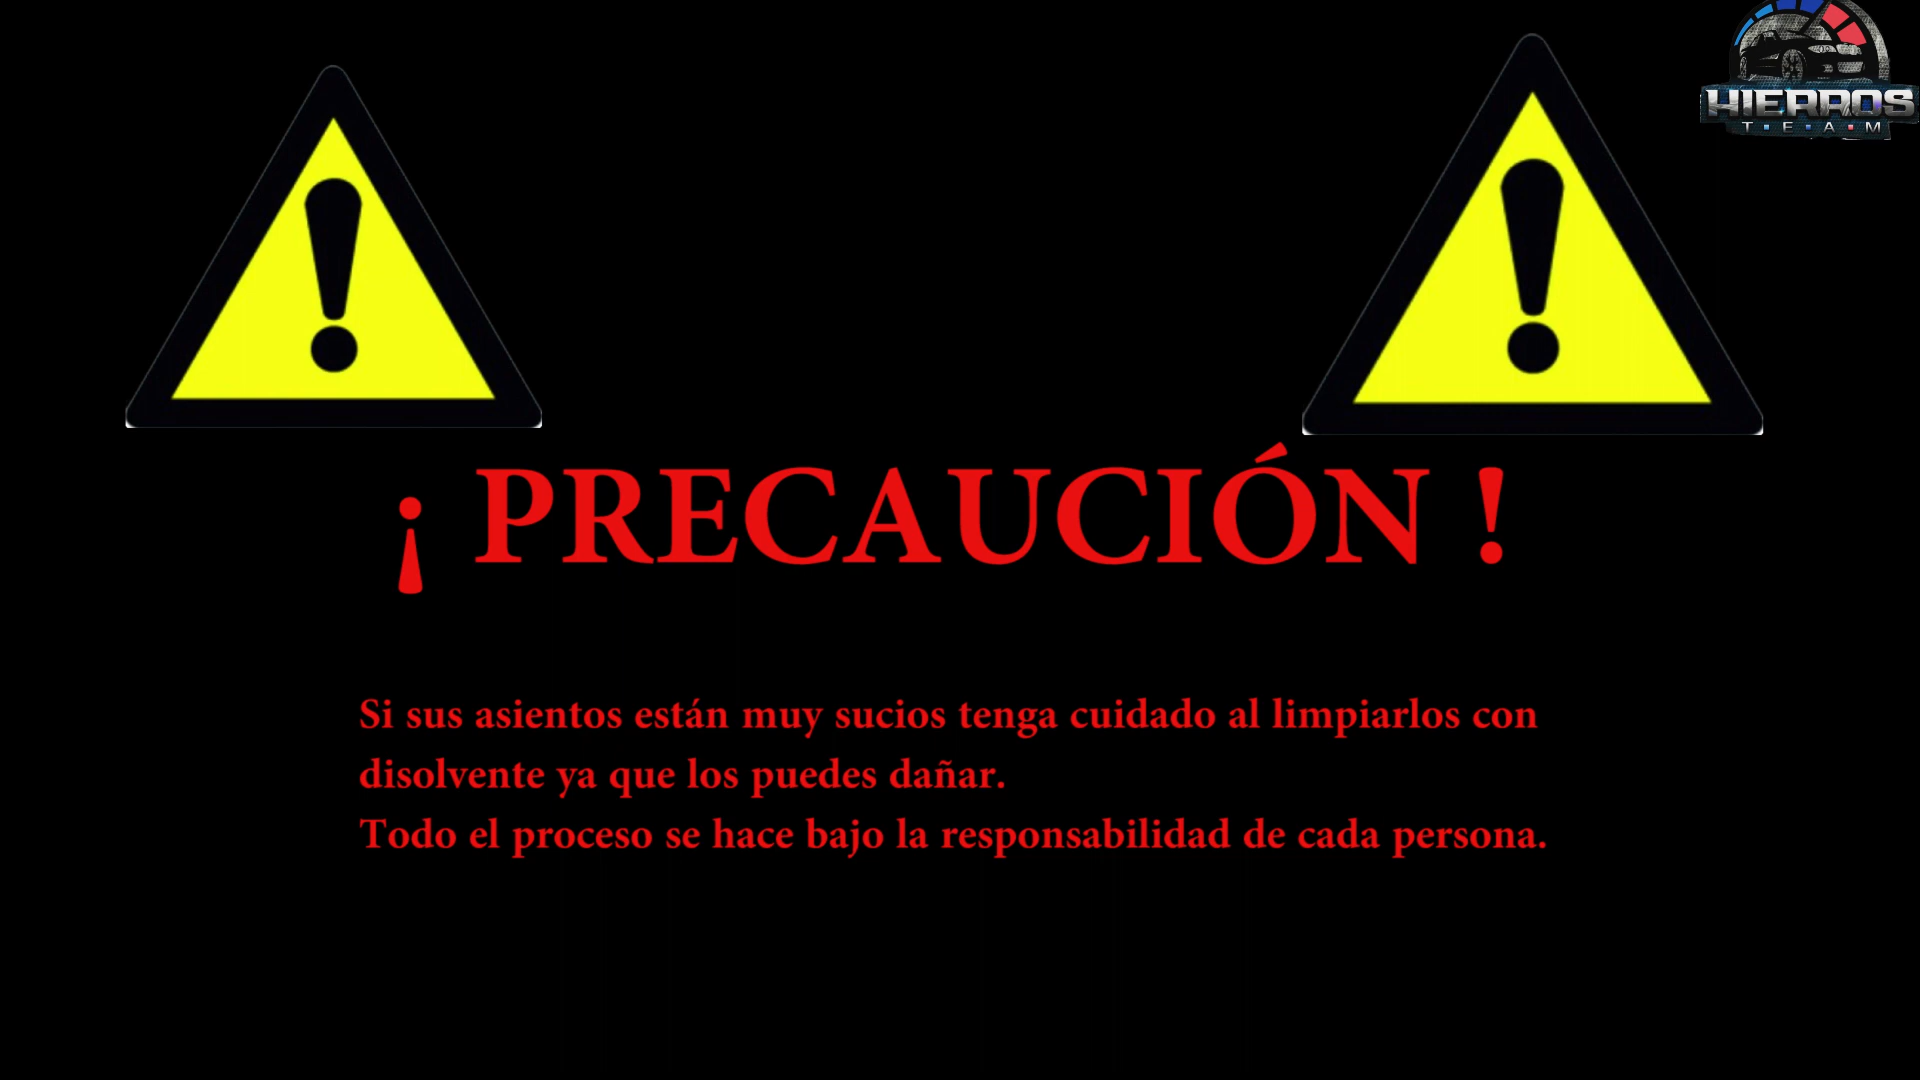 HIERROS
TEAM
¡ PRECAUCIÓN !
Si sus asientos están muy sucios tenga cuidado al limpiarlos con
disolvente ya que los puedes dañar.
Todo el proceso se hace bajo la responsabilidad de cada persona.